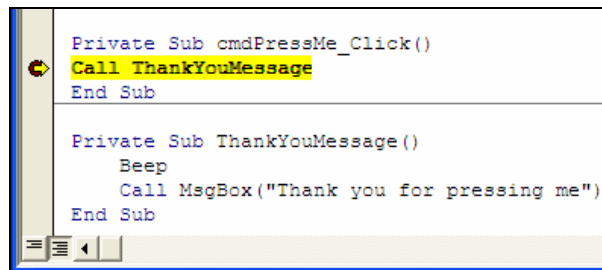 Private Sub cmdPressMe_Click()
Call ThankYouMessage
End Sub
Private Sub ThankYouMessage()
Beep
Call MsgBox("Thank you for pressing me")
End Sub